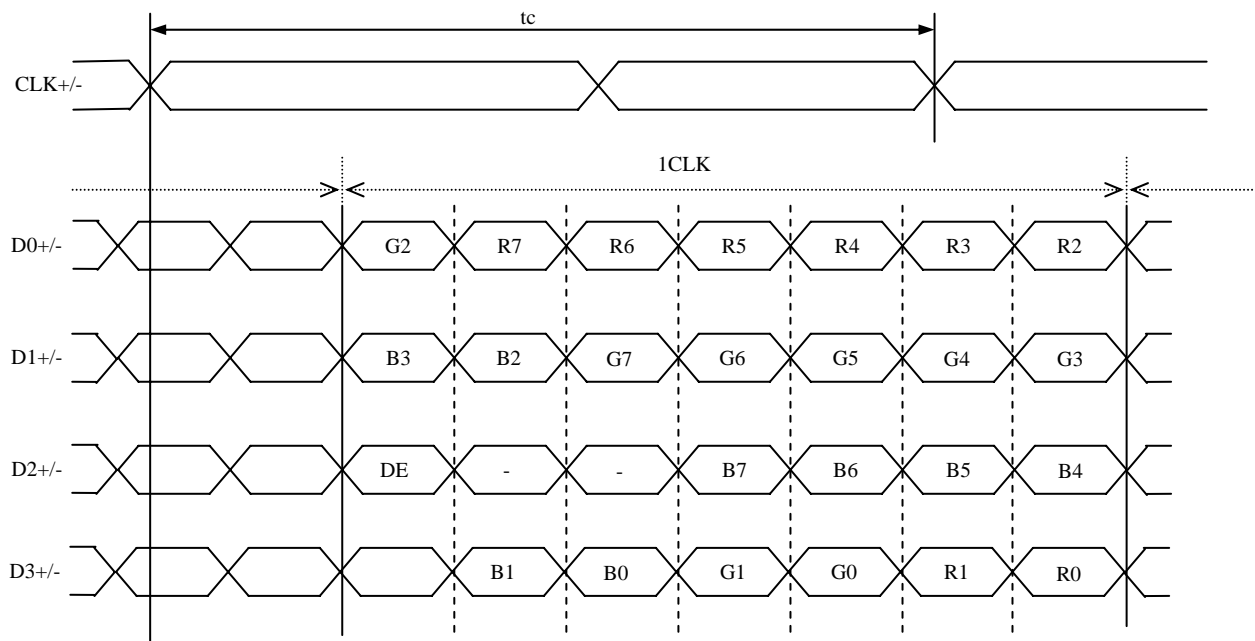 tc
CLK+/-
1CLK
D0+/- G2 R7 R6 R5 R4 R3 R2
D1+/- B3 B2 G7 G6 G5 G4 G3
D2+/- DE - - B7 B6 B5 B4
D3+/- B1 B0 G1 G0 R1 R0